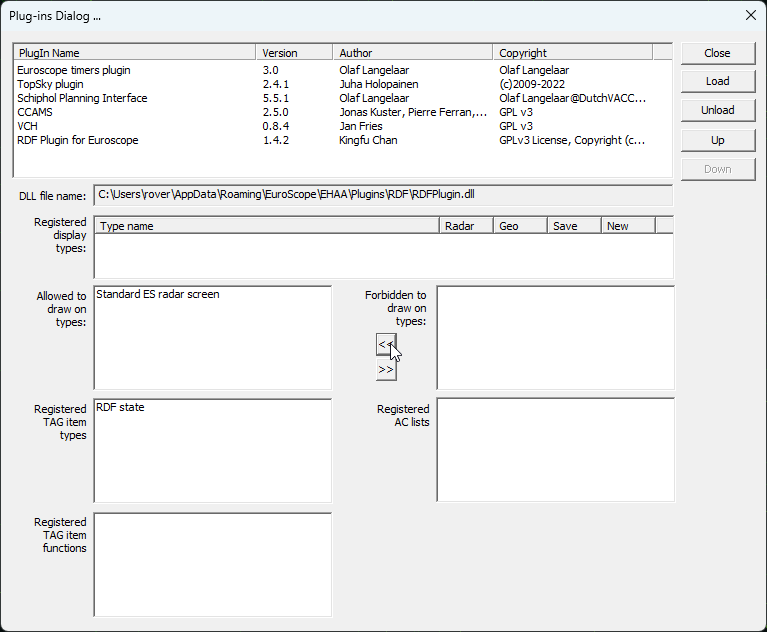 Plug-ins Dialog ...
PlugIn Name Version Author Copyright
Euroscope timers plugin 3.0 Olaf Langelaar Olaf Langelaar
TopSky plugin 2.4.1 Juha Holopainen (c)2009-2022
Schiphol Planning Interface 5.5.1 Olaf Langelaar Olaf Langelaar@DutchVACC...
CCAMS 2.5.0 Jonas Kuster, Pierre Ferran,... GPL v3
VCH 0.8.4 Jan Fries GPL v3
RDF Plugin for Euroscope 1.4.2 Kingfu Chan GPLv3 License, Copyright (c...
Close
Load
Unload
Up
Down
DLL file name: C:\Users\rover\AppData\Roaming\EuroScope\EHAA\Plugins\RDF\RDFPlugin.dll
Registered
display
types:
Type name Radar Geo Save New
Allowed to
draw on
types:
Standard ES radar screen
Forbidden to
draw on
types:
<<
>>
Registered
TAG item
types
RDF state
Registered
AC lists
Registered
TAG item
functions